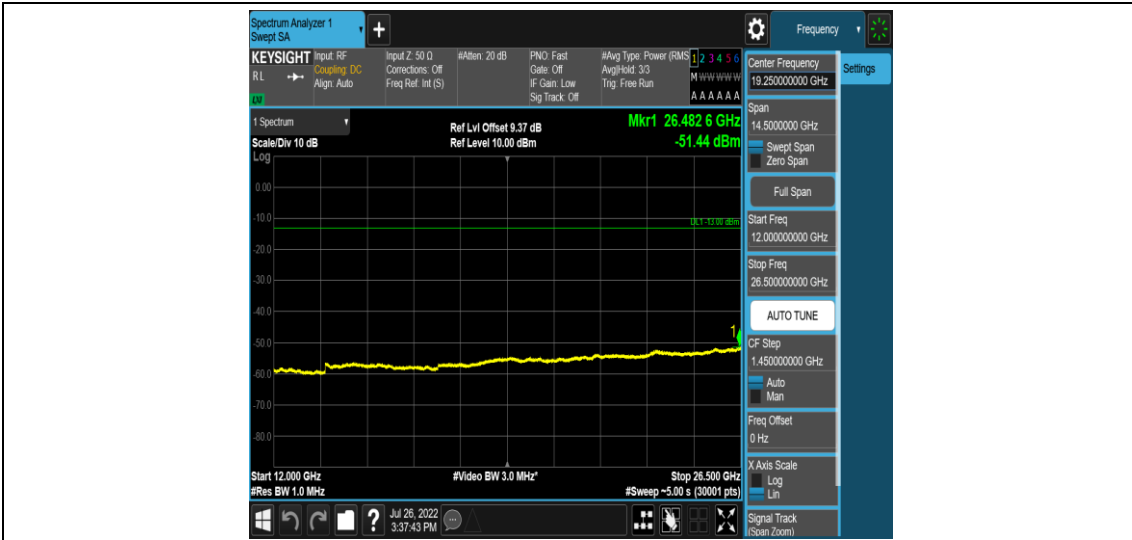 Spectrum Analyzer 1
Swept SA
Frequency
KEYSIGHT
RL
LXI
Input: RF
Coupling: DC
Align: Auto
Input Z: 50 Ω
Corrections: Off
Freq Ref: Int (S)
#Atten: 20 dB
PNO: Fast
Gate: Off
IF Gain: Low
Sig Track: Off
#Avg Type: Power (RMS
Avg|Hold: 3/3
Trig: Free Run
1 2 3 4 5 6
M W W W W W
A A A A A A
1 Spectrum
Scale/Div 10 dB
Log
Ref Lvl Offset 9.37 dB
Ref Level 10.00 dBm
Mkr1 26.482 6 GHz
-51.44 dBm
0.00
-10.0
DL1 -13.00 dBm
-20.0
-30.0
-40.0
1
-50.0
-60.0
-70.0
-80.0
Start 12.000 GHz
#Res BW 1.0 MHz
#Video BW 3.0 MHz*
Stop 26.500 GHz
#Sweep ~5.00 s (30001 pts)
?
Jul 26, 2022
3:37:43 PM
Center Frequency
19.250000000 GHz
Settings
Span
14.5000000 GHz
Swept Span
Zero Span
Full Span
Start Freq
12.000000000 GHz
Stop Freq
26.500000000 GHz
AUTO TUNE
CF Step
1.450000000 GHz
Auto
Man
Freq Offset
0 Hz
X Axis Scale
Log
Lin
Signal Track
(Span Zoom)